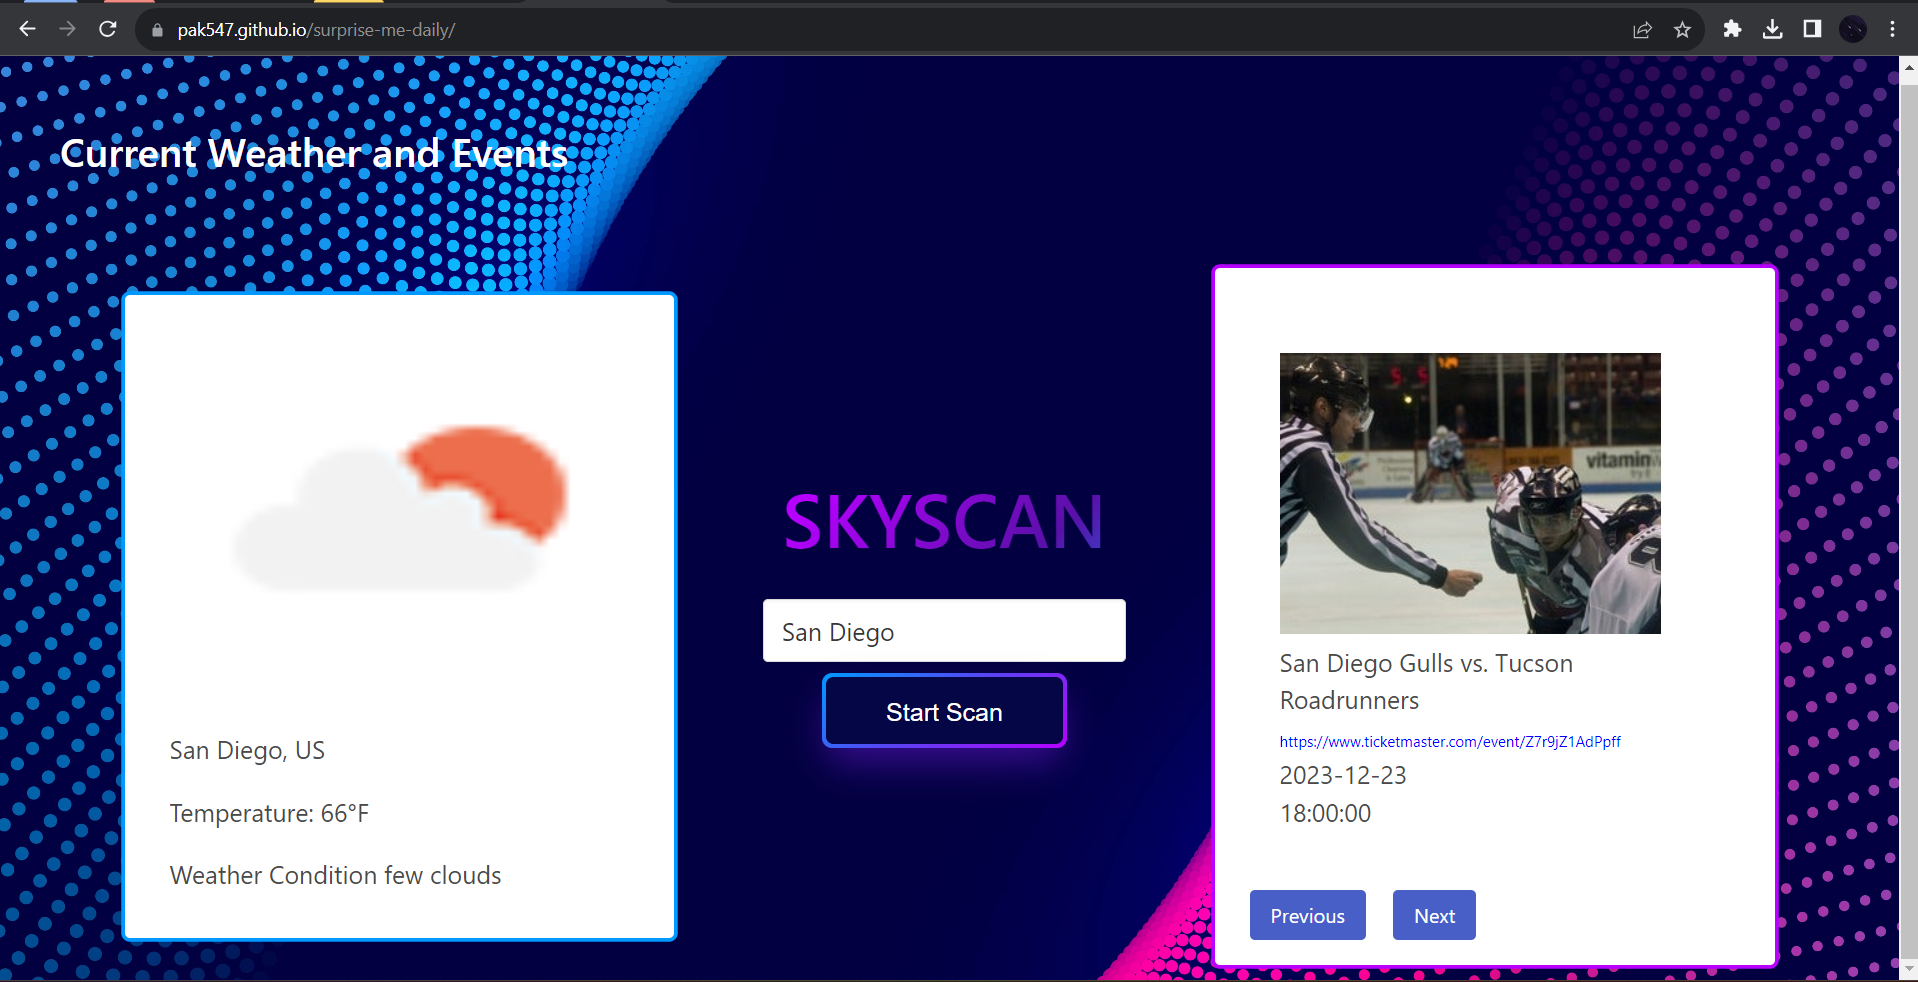 pak547.github.io/surprise-me-daily/
Current Weather and Events
San Diego, US
Temperature: 66°F
Weather Condition few clouds
SKYSCAN
San Diego
Start Scan
vitamin
San Diego Gulls vs. Tucson
Roadrunners
https://www.ticketmaster.com/event/Z7r9jZ1AdPpff
2023-12-23
18:00:00
Previous
Next